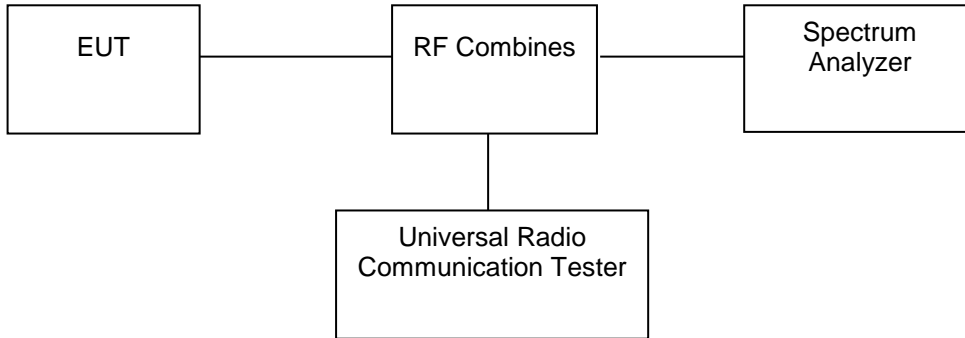 EUT
RF Combines
Spectrum
Analyzer
Universal Radio
Communication Tester